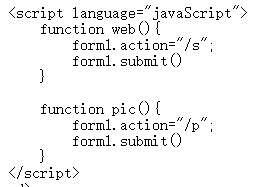 <script language="javaScript">
    function web(){
        form1.action="/s";
        form1.submit()
    }

    function pic(){
        form1.action="/p";
        form1.submit()
    }
</script>